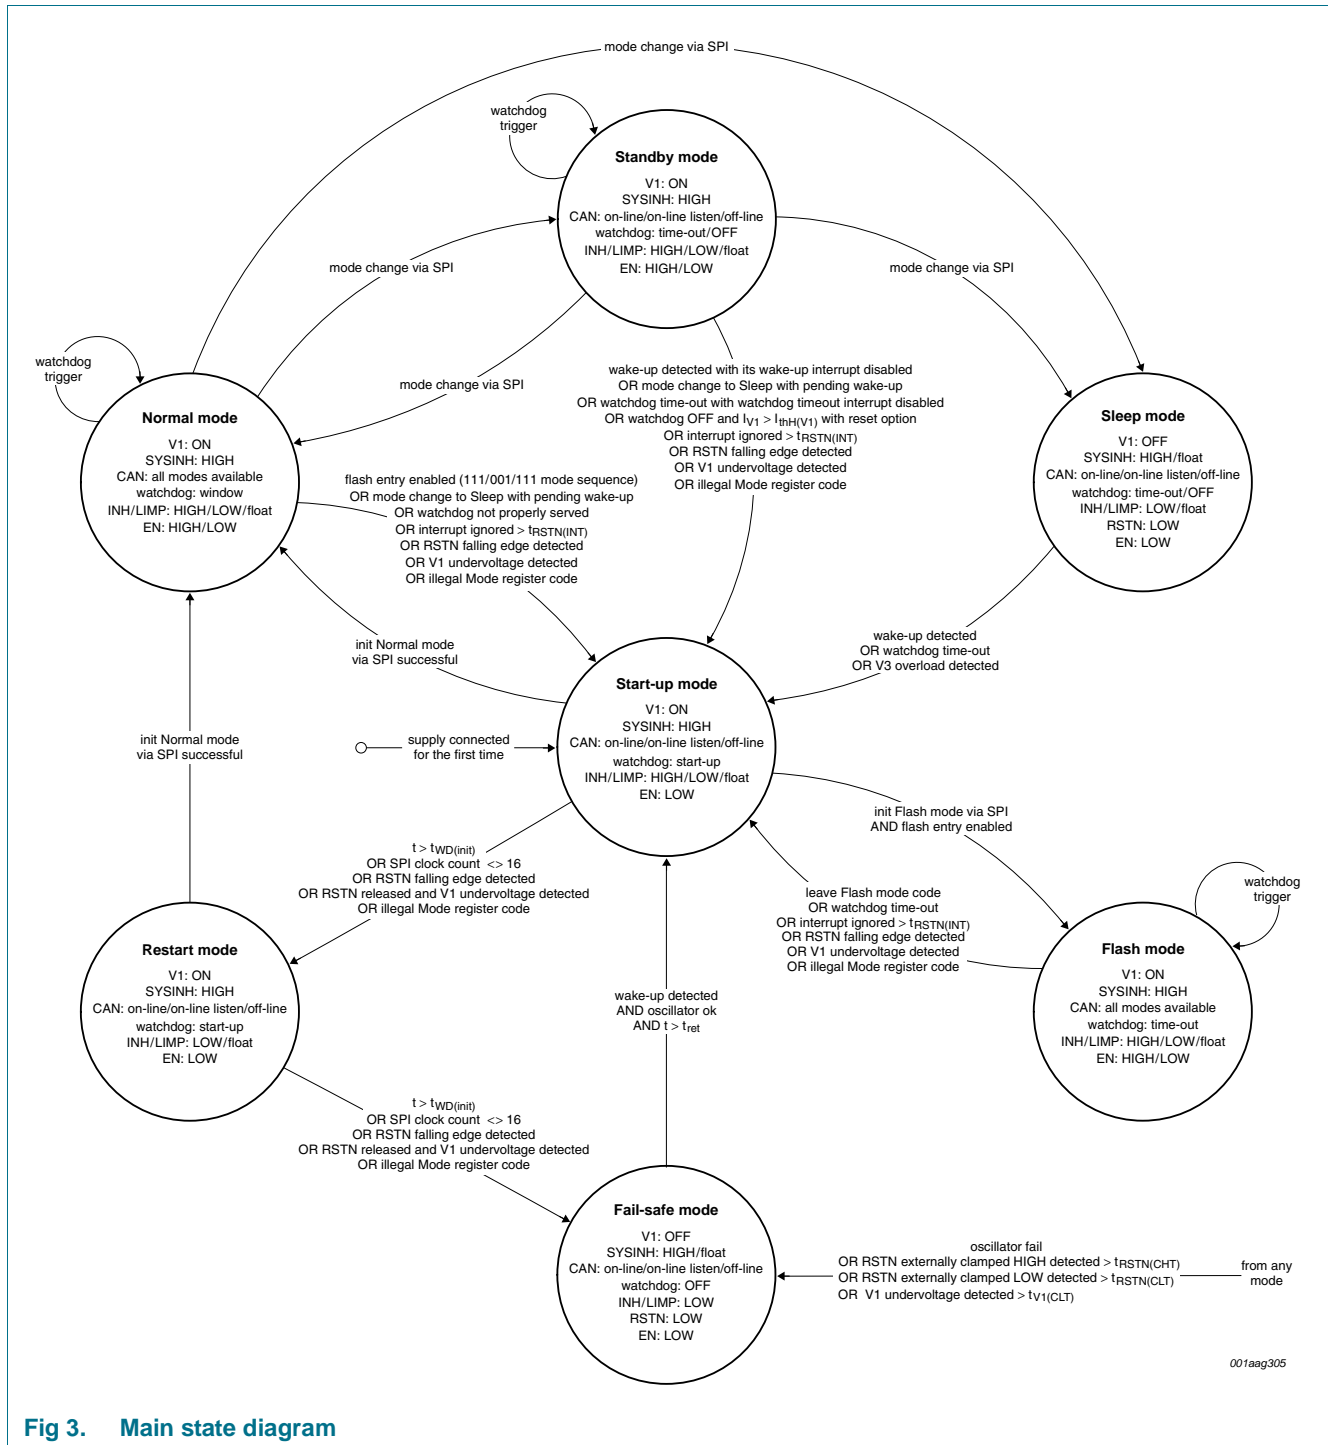 mode change via SPI
watchdog
trigger
Standby mode
V1: ON
SYSINH: HIGH
CAN: on-line/on-line listen/off-line
watchdog: time-out/OFF
INH/LIMP: HIGH/LOW/float
EN: HIGH/LOW
mode change via SPI
mode change via SPI
mode change via SPI
watchdog
trigger
Normal mode
V1: ON
SYSINH: HIGH
CAN: all modes available
watchdog: window
INH/LIMP: HIGH/LOW/float
EN: HIGH/LOW
wake-up detected with its wake-up interrupt disabled
OR mode change to Sleep with pending wake-up
OR watchdog time-out with watchdog timeout interrupt disabled
OR watchdog OFF and IV1 > IthH(V1) with reset option
OR interrupt ignored > tRSTN(INT)
OR RSTN falling edge detected
OR V1 undervoltage detected
OR illegal Mode register code
Sleep mode
V1: OFF
SYSINH: HIGH/float
CAN: on-line/on-line listen/off-line
watchdog: time-out/OFF
INH/LIMP: LOW/float
RSTN: LOW
EN: LOW
flash entry enabled (111/001/111 mode sequence)
OR mode change to Sleep with pending wake-up
OR watchdog not properly served
OR interrupt ignored > tRSTN(INT)
OR RSTN falling edge detected
OR V1 undervoltage detected
OR illegal Mode register code
init Normal mode
via SPI successful
wake-up detected
OR watchdog time-out
OR V3 overload detected
Start-up mode
V1: ON
SYSINH: HIGH
CAN: on-line/on-line listen/off-line
watchdog: start-up
INH/LIMP: HIGH/LOW/float
EN: LOW
supply connected
for the first time
init Normal mode
via SPI successful
init Flash mode via SPI
AND flash entry enabled
t > tWD(init)
OR SPI clock count <> 16
OR RSTN falling edge detected
OR RSTN released and V1 undervoltage detected
OR illegal Mode register code
leave Flash mode code
OR watchdog time-out
OR interrupt ignored > tRSTN(INT)
OR RSTN falling edge detected
OR V1 undervoltage detected
OR illegal Mode register code
watchdog
trigger
Flash mode
V1: ON
SYSINH: HIGH
CAN: all modes available
watchdog: time-out
INH/LIMP: HIGH/LOW/float
EN: HIGH/LOW
Restart mode
V1: ON
SYSINH: HIGH
CAN: on-line/on-line listen/off-line
watchdog: start-up
INH/LIMP: LOW/float
EN: LOW
wake-up detected
AND oscillator ok
AND t > tret
t > tWD(init)
OR SPI clock count <> 16
OR RSTN falling edge detected
OR RSTN released and V1 undervoltage detected
OR illegal Mode register code
Fail-safe mode
V1: OFF
SYSINH: HIGH/float
CAN: on-line/on-line listen/off-line
watchdog: OFF
INH/LIMP: LOW
RSTN: LOW
EN: LOW
oscillator fail
OR RSTN externally clamped HIGH detected > tRSTN(CHT)
OR RSTN externally clamped LOW detected > tRSTN(CLT)
OR V1 undervoltage detected > tV1(CLT)
from any
mode
001aag305
Fig 3. Main state diagram